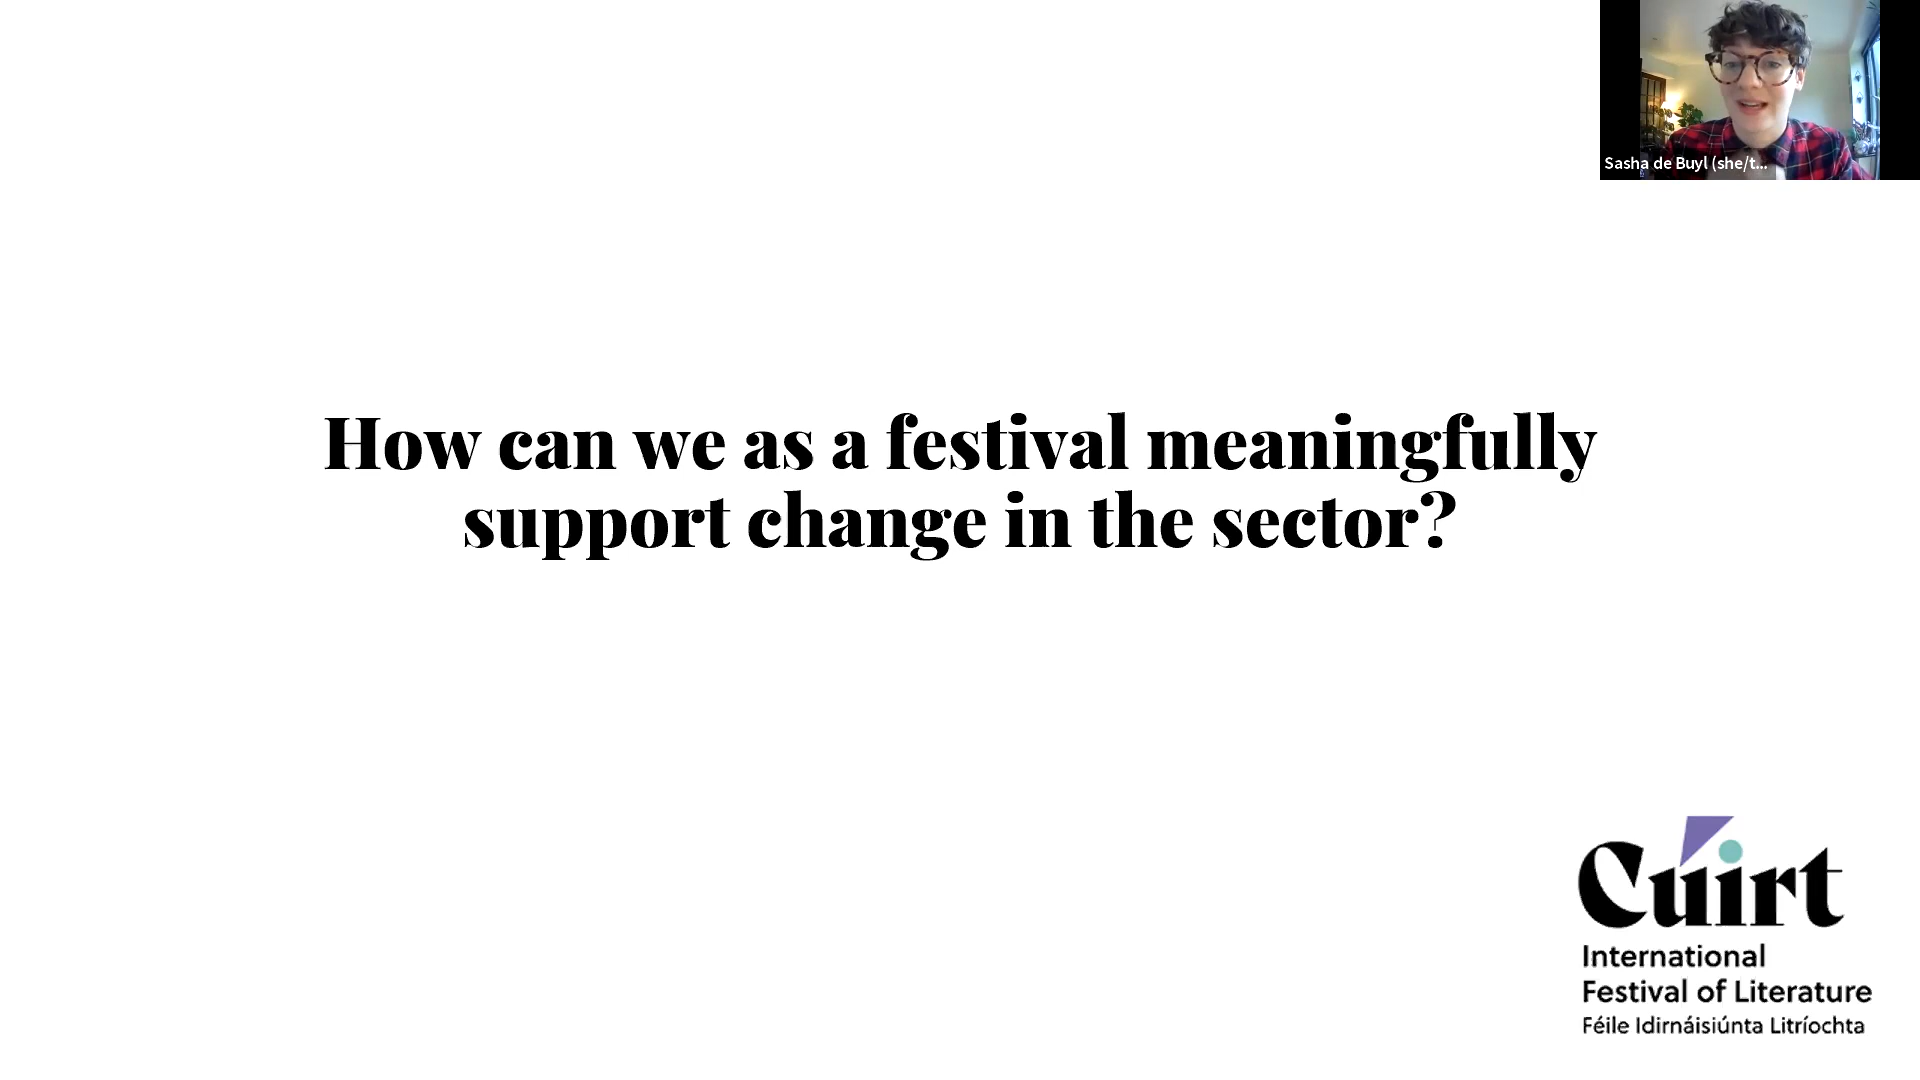 Sasha de Buyl (she/t...
How can we as a festival meaningfully
support change in the sector?
Cúirt
International
Festival of Literature
Féile Idirnáisiúnta Litríochta